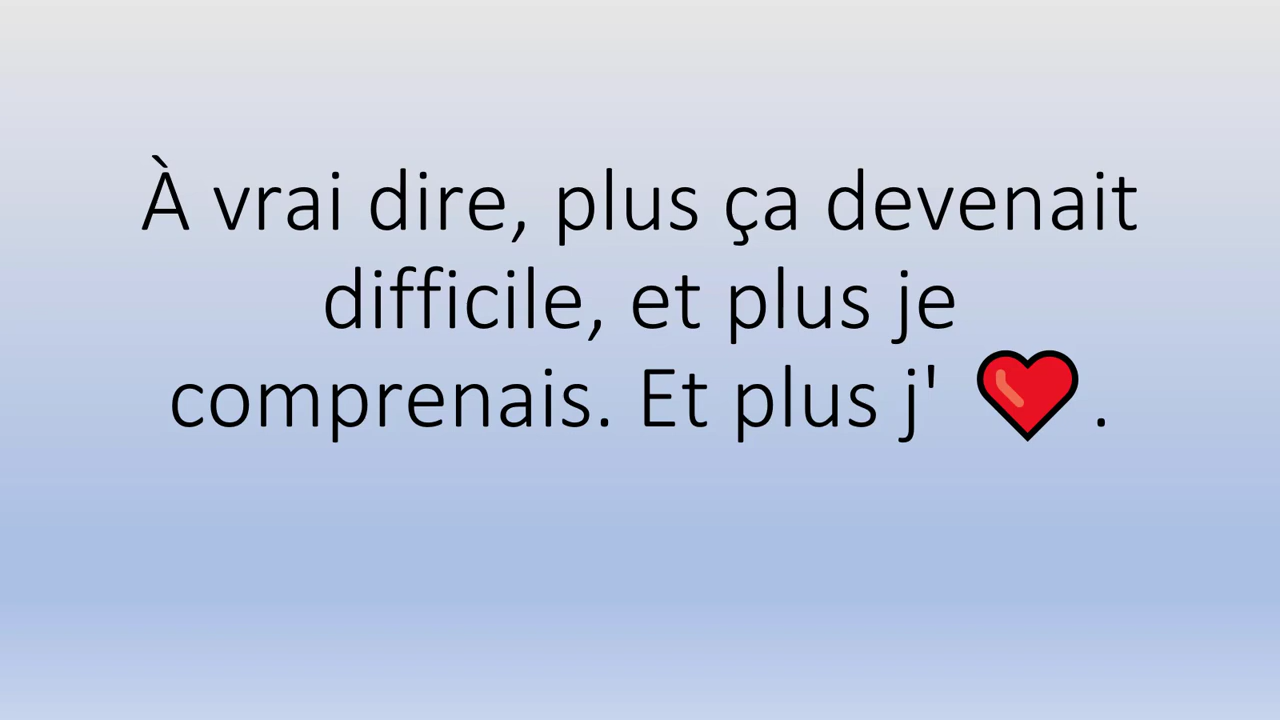 À vrai dire, plus ça devenait
difficile, et plus je
comprenais. Et plus j' ❤️.